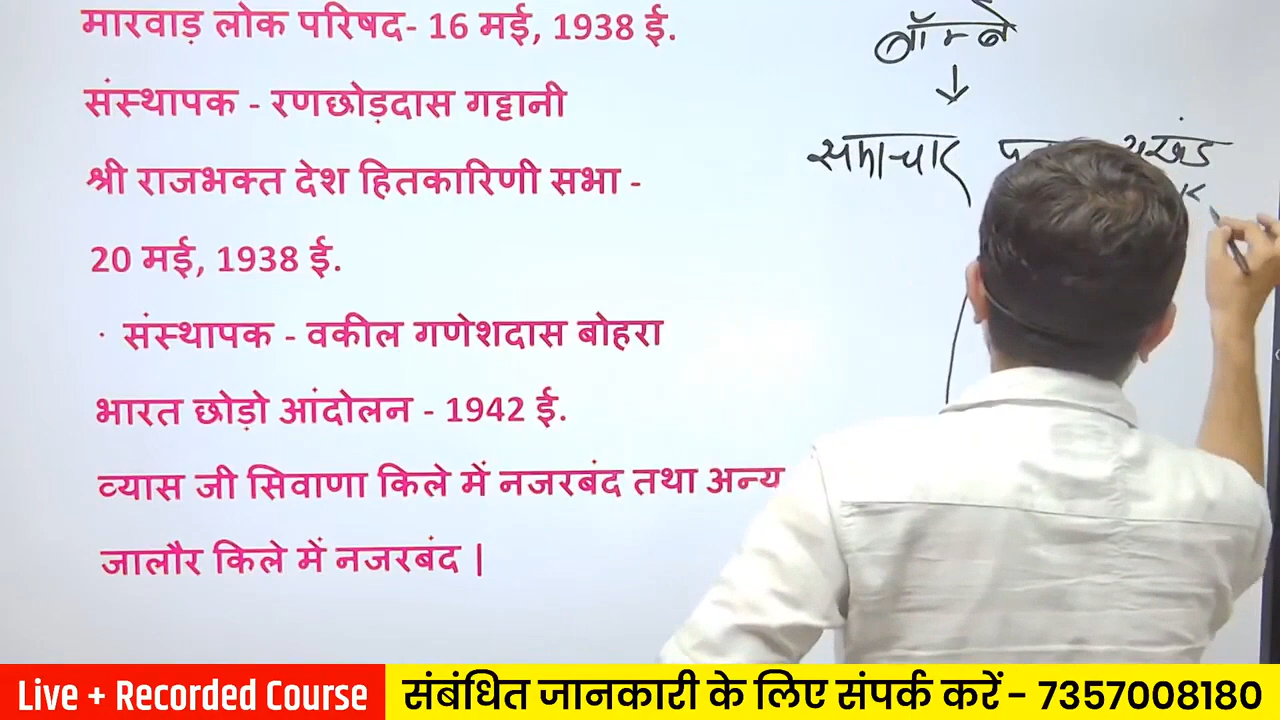 मारवाड़ लोक परिषद- 16 मई, 1938 ई.
संस्थापक - रणछोड़दास गट्टानी
श्री राजभक्त देश हितकारिणी सभा -
20 मई, 1938 ई.
· संस्थापक - वकील गणेशदास बोहरा
भारत छोड़ो आंदोलन - 1942 ई.
व्यास जी सिवाणा किले में नजरबंद तथा अन्य
जालौर किले में नजरबंद |
बॉम्बे
समाचार
Live + Recorded Course
संबंधित जानकारी के लिए संपर्क करें - 7357008180